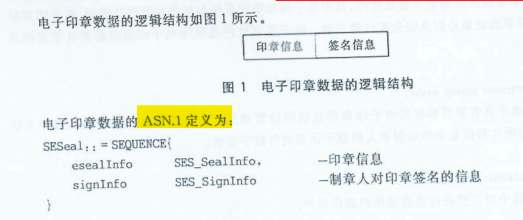 电子印章数据的逻辑结构如图1所示。
印章信息 签名信息
图 1 电子印章数据的逻辑结构
电子印章数据的 ASN.1 定义为:
SESeal::=SEQUENCE{
esealInfo SES_SealInfo, —印章信息
signInfo SES_SignInfo —制章人对印章签名的信息
}